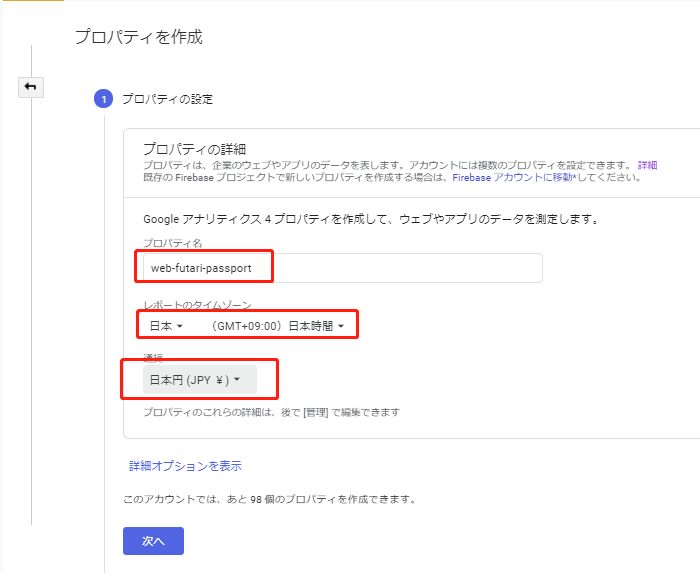 プロパティを作成
1 プロパティの設定
プロパティの詳細
プロパティは、企業のウェブやアプリのデータを表します。アカウントには複数のプロパティを設定できます。 詳細
既存の Firebase プロジェクトで新しいプロパティを作成する場合は、Firebase アカウントに移動*してください。
Google アナリティクス 4 プロパティを作成して、ウェブやアプリのデータを測定します。
プロパティ名
web-futari-passport
レポートのタイムゾーン
日本 (GMT+09:00) 日本時間
通貨
日本円 (JPY ¥)
プロパティのこれらの詳細は、後で [管理] で編集できます
詳細オプションを表示
このアカウントでは、あと 98 個のプロパティを作成できます。
次へ